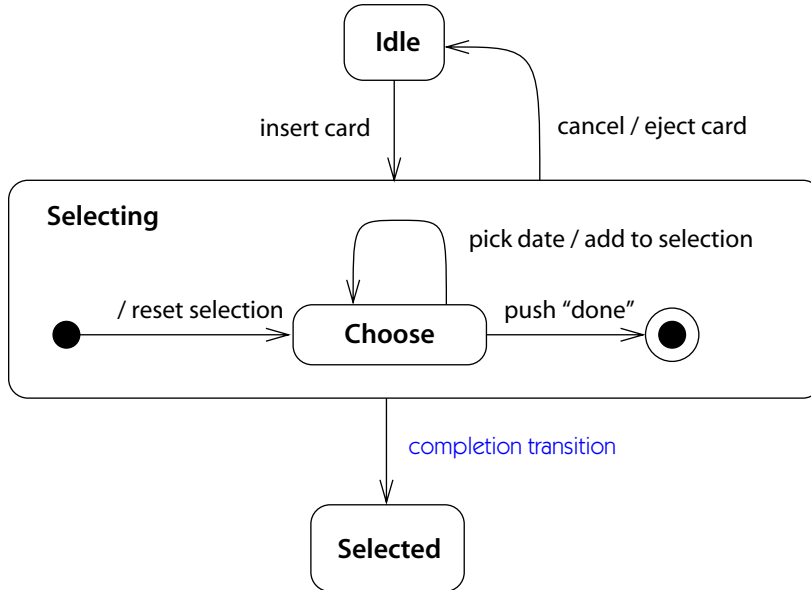 Idle
insert card
cancel / eject card
Selecting
pick date / add to selection
/ reset selection
Choose
push “done”
completion transition
Selected